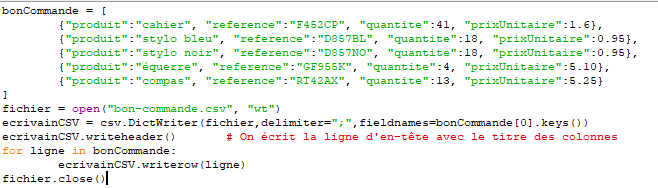 bonCommande = [
        {"produit":"cahier", "reference":"F452CP", "quantite":41, "prixUnitaire":1.6},
        {"produit":"stylo bleu", "reference":"D857BL", "quantite":18, "prixUnitaire":0.95},
        {"produit":"stylo noir", "reference":"D857NO", "quantite":18, "prixUnitaire":0.95},
        {"produit":"équerre", "reference":"GF955K", "quantite":4, "prixUnitaire":5.10},
        {"produit":"compas", "reference":"RT42AX", "quantite":13, "prixUnitaire":5.25}
]
fichier = open("bon-commande.csv", "wt")
ecrivainCSV = csv.DictWriter(fichier,delimiter=";",fieldnames=bonCommande[0].keys())
ecrivainCSV.writeheader()       # On écrit la ligne d'en-tête avec le titre des colonnes
for ligne in bonCommande:
        ecrivainCSV.writerow(ligne)
fichier.close()